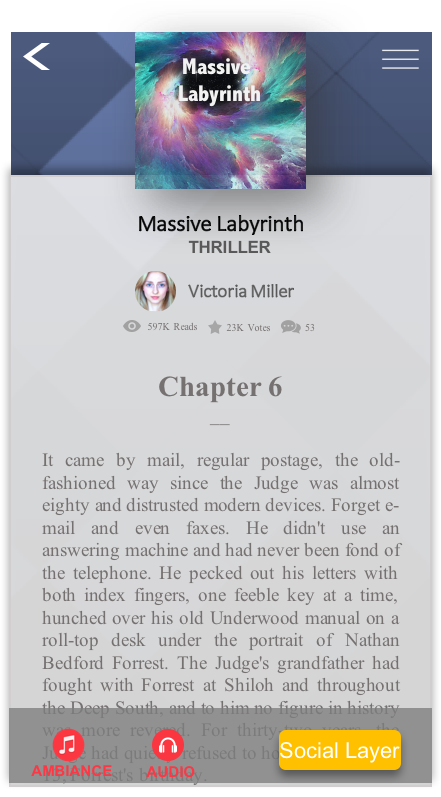 Massive
Labyrinth
Massive Labyrinth
THRILLER
Victoria Miller
597K Reads 23K Votes 53
Chapter 6
It came by mail, regular postage, the old-
fashioned way since the Judge was almost
eighty and distrusted modern devices. Forget e-
mail and even faxes. He didn't use an
answering machine and had never been fond of
the telephone. He pecked out his letters with
both index fingers, one feeble key at a time,
hunched over his old Underwood manual on a
roll-top desk under the portrait of Nathan
Bedford Forrest. The Judge's grandfather had
fought with Forrest at Shiloh and throughout
the Deep South, and to him no figure in history
was more revered. For thirty-two years, the
Judge had quietly refused to ho
13, Forrest's birthday.
AMBIANCE
AUDIO
Social Layer